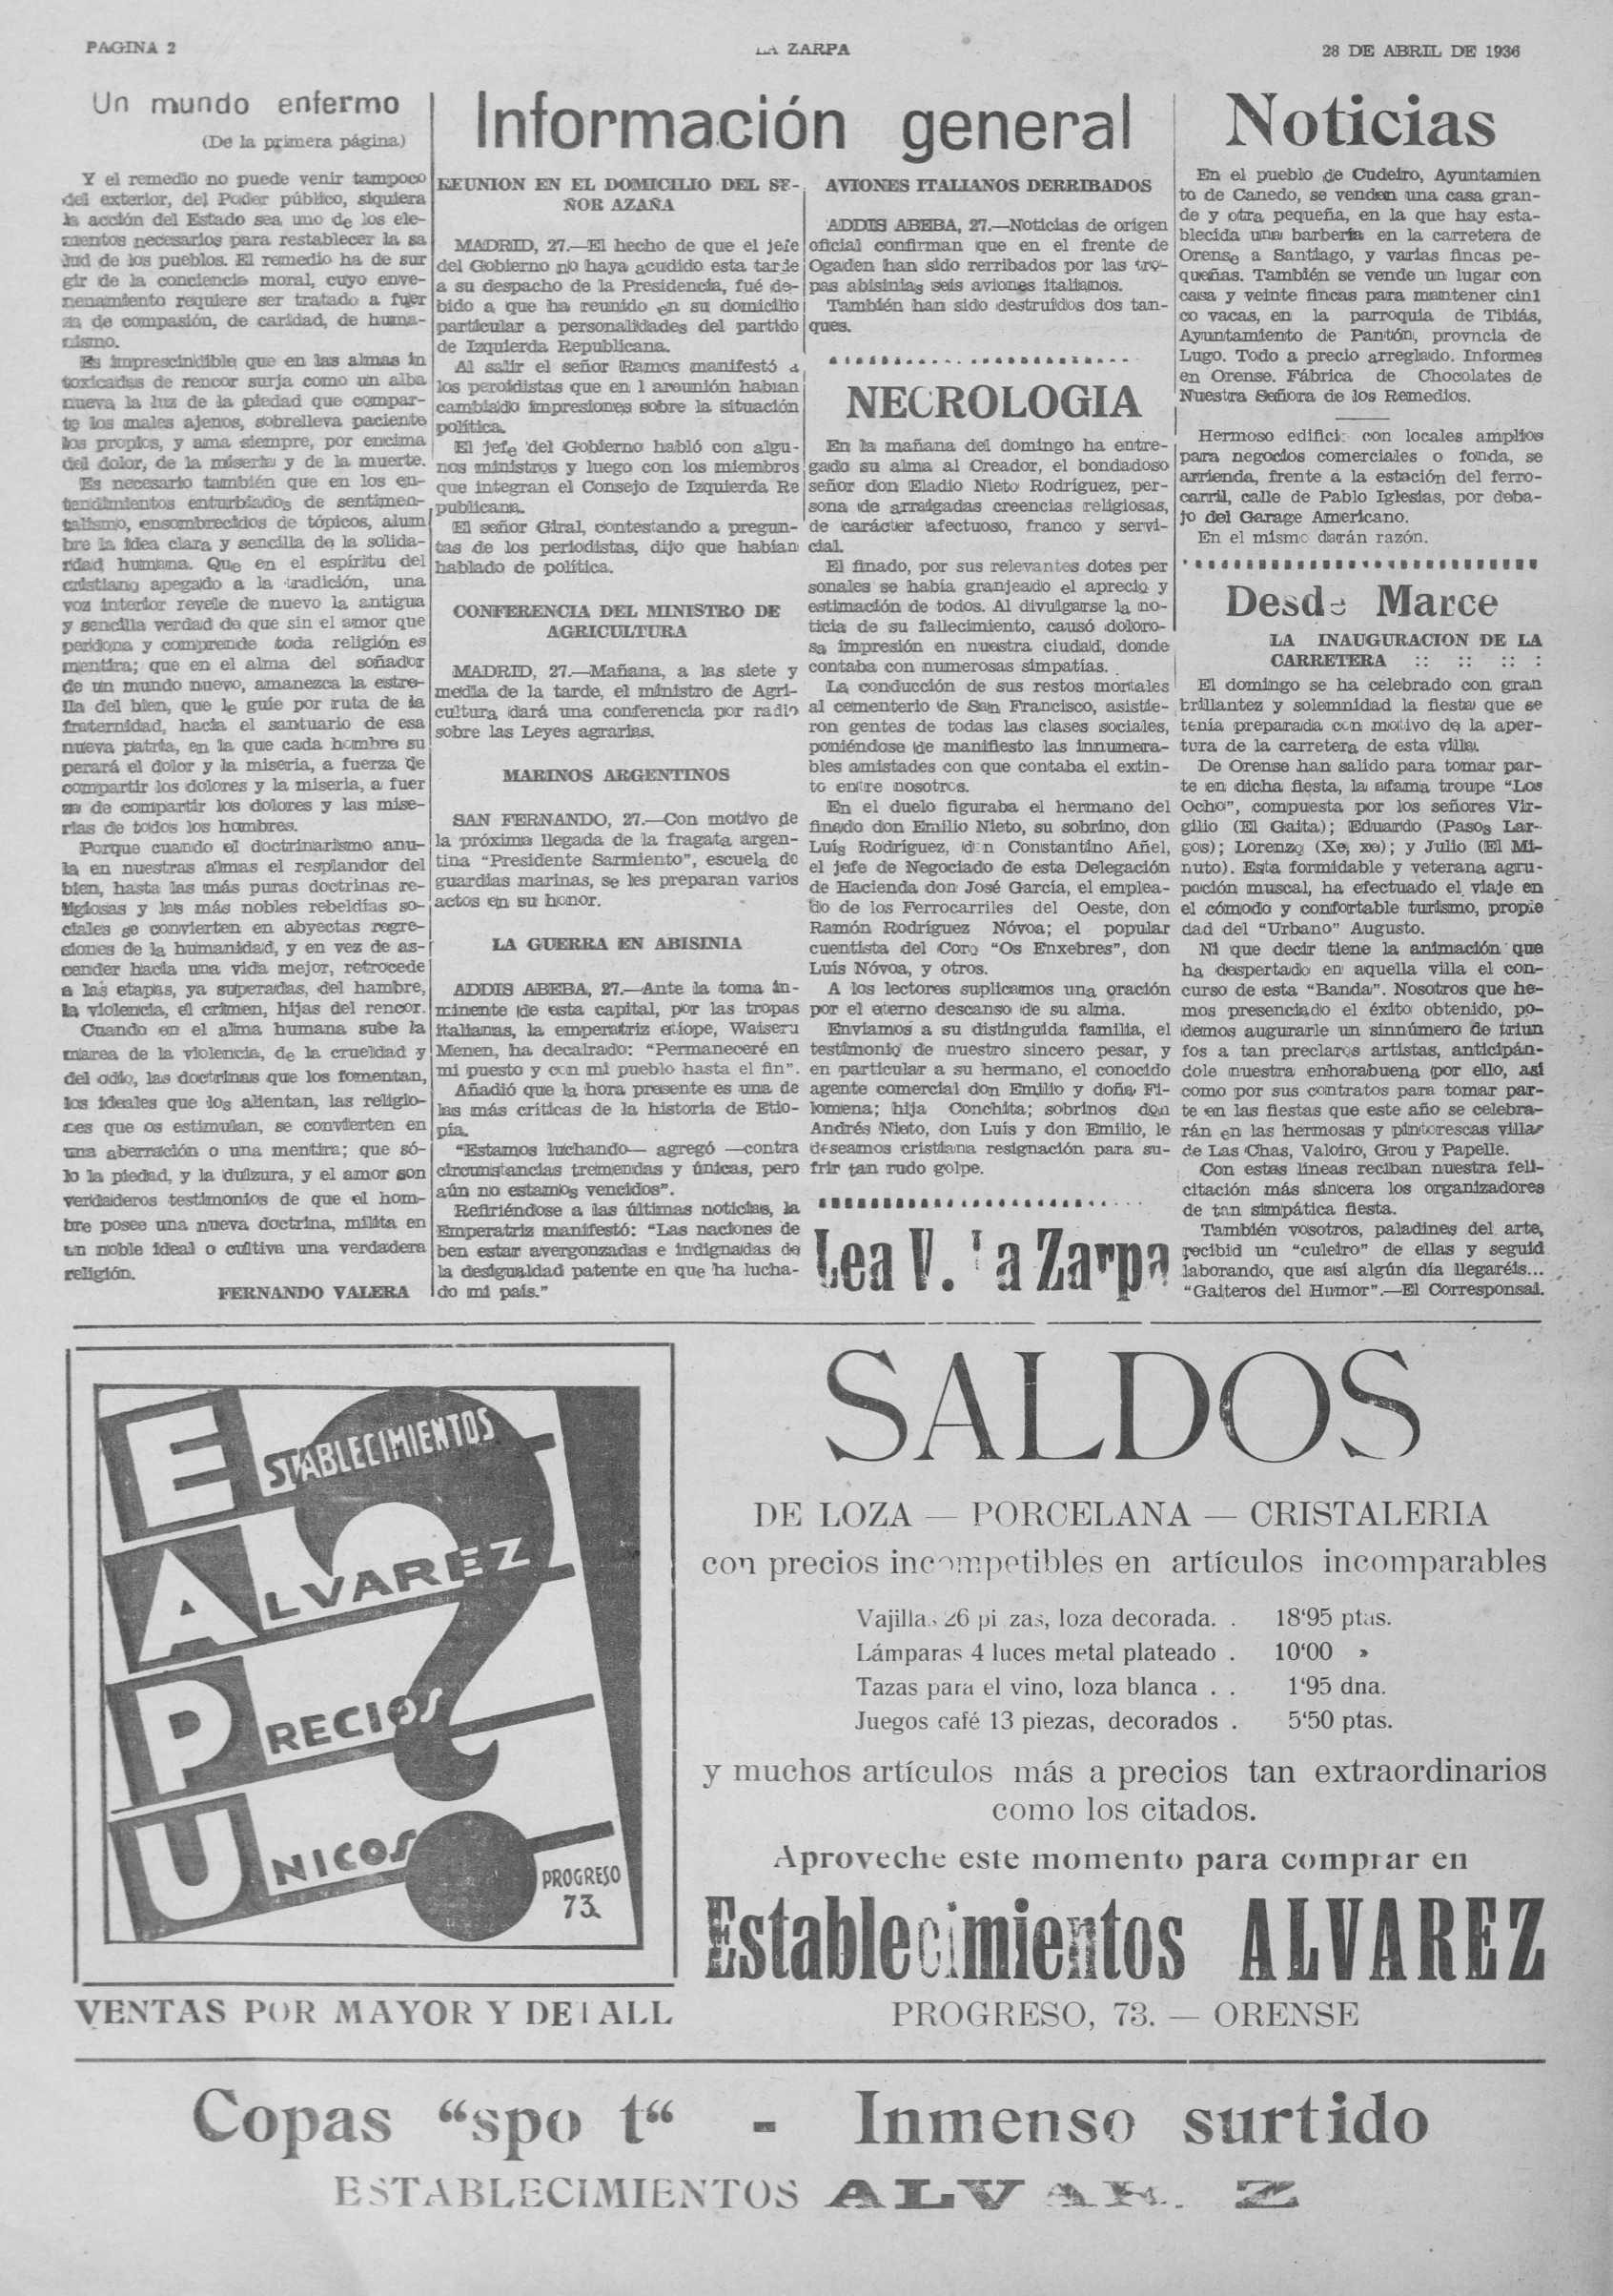 PAGINA 2
LA ZARPA
28 DE ABRIL DE 1936
Un mundo enfermo
(De la primera página)
Y el remedio no puede venir tampoco
del exterior, del Poder público, siquiera
la acción del Estado sea uno de los ele-
mentos necesarios para restablecer la sa
lud de los pueblos. El remedio ha de sur
gir de la conciencia moral, cuyo enve-
nenamiento requiere ser tratado a fuer
za de compasión, de caridad, de huma-
nismo.
Es imprescindible que en las almas in
toxicadas de rencor surja como un alba
nueva la luz de la piedad que compar-
te los males ajenos, sobrelleva paciente
los propios, y ama siempre, por encima
del dolor, de la miseria y de la muerte.
Es necesario también que en los en-
tendimientos enturbiados de sentimen-
talismo, ensombrecidos de tópicos, alum
bre la idea clara y sencilla de la solida-
ridad humana. Que en el espíritu del
cristiano apegado a la tradición, una
voz interior revele de nuevo la antigua
y sencilla verdad de que sin el amor que
perdona y comprende toda religión es
mentira; que en el alma del soñador
de un mundo nuevo, amanezca la estre-
lla del bien, que le guíe por ruta de la
fraternidad, hacia el santuario de esa
nueva patria, en la que cada hombre su
perará el dolor y la miseria, a fuerza de
compartir los dolores y la miseria, a fuer
za de compartir los dolores y las mise-
rias de todos los hombres.
Porque cuando el doctrinarismo anu-
la en nuestras almas el resplandor del
bien, hasta las más puras doctrinas re-
ligiosas y las más nobles rebeldías so-
ciales se convierten en abyectas regre-
siones de la humanidad, y en vez de as-
cender hacia una vida mejor, retrocede
a las etapas, ya superadas, del hambre,
la violencia, el crimen, hijas del rencor.
Cuando en el alma humana sube la
marea de la violencia, de la crueldad y
del odio, las doctrinas que los fomentan,
los ideales que los alientan, las religio-
nes que os estimulan, se convierten en
una aberración o una mentira; que só-
lo la piedad, y la dulzura, y el amor son
verdaderos testimonios de que el hom-
bre posee una nueva doctrina, milita en
un noble ideal o cultiva una verdadera
religión.
FERNANDO VALERA
Información general
REUNION EN EL DOMICILIO DEL SE-
ÑOR AZAÑA
MADRID, 27.—El hecho de que el jefe
del Gobierno no haya acudido esta tarde
a su despacho de la Presidencia, fué de-
bido a que ha reunido en su domicilio
particular a personalidades del partido
de Izquierda Republicana.
Al salir el señor Ramos manifestó a
los peroidistas que en l areunión habían
cambiado impresiones sobre la situación
política.
El jefe del Gobierno habló con algu-
nos ministros y luego con los miembros
que integran el Consejo de Izquierda Re
publicana.
El señor Giral, contestando a pregun-
tas de los periodistas, dijo que habían
hablado de política.
CONFERENCIA DEL MINISTRO DE
AGRICULTURA
MADRID, 27.—Mañana, a las siete y
media de la tarde, el ministro de Agri-
cultura dará una conferencia por radio
sobre las Leyes agrarias.
MARINOS ARGENTINOS
SAN FERNANDO, 27.—Con motivo de
la próxima llegada de la fragata argen-
tina "Presidente Sarmiento", escuela de
guardias marinas, se les preparan varios
actos en su honor.
LA GUERRA EN ABISINIA
ADDIS ABEBA, 27.—Ante la toma in-
minente de esta capital, por las tropas
italianas, la emperatriz etíope, Waiseru
Menen, ha decalrado: "Permaneceré en
mi puesto y con mi pueblo hasta el fin".
Añadió que la hora presente es una de
las más críticas de la historia de Etio-
pía.
"Estamos luchando— agregó —contra
circunstancias tremendas y únicas, pero
aún no estamos vencidos".
Refiriéndose a las últimas noticias, la
Emperatriz manifestó: "Las naciones de
ben estar avergonzadas e indignadas de
la desigualdad patente en que ha lucha-
do mi país."
AVIONES ITALIANOS DERRIBADOS
ADDIS ABEBA, 27.—Noticias de origen
oficial confirman que en el frente de
Ogaden han sido rerribados por las tro-
pas abisinias seis aviones italianos.
También han sido destruidos dos tan-
ques.
NECROLOGIA
En la mañana del domingo ha entre-
gado su alma al Creador, el bondadoso
señor don Eladio Nieto Rodríguez, per-
sona de arraigadas creencias religiosas,
de carácter afectuoso, franco y servi-
cial.
El finado, por sus relevantes dotes per
sonales se había granjeado el aprecio y
estimación de todos. Al divulgarse la no-
ticia de su fallecimiento, causó doloro-
sa impresión en nuestra ciudad, donde
contaba con numerosas simpatías.
La conducción de sus restos mortales
al cementerio de San Francisco, asistie-
ron gentes de todas las clases sociales,
poniéndose de manifiesto las innumera-
bles amistades con que contaba el extin-
to entre nosotros.
En el duelo figuraba el hermano del
finado don Emilio Nieto, su sobrino, don
Luís Rodríguez, don Constantino Añel,
el jefe de Negociado de esta Delegación
de Hacienda don José García, el emplea-
do de los Ferrocarriles del Oeste, don
Ramón Rodríguez Nóvoa; el popular
cuentista del Coro "Os Enxebres", don
Luís Nóvoa, y otros.
A los lectores suplicamos una oración
por el eterno descanso de su alma.
Enviamos a su distinguida familia, el
testimonio de nuestro sincero pesar, y
en particular a su hermano, el conocido
agente comercial don Emilio y doña Fi-
lomena; hija Conchita; sobrinos don
Andrés Nieto, don Luís y don Emilio, le
deseamos cristiana resignación para su-
frir tan rudo golpe.
Lea V. La Zarpa
Noticias
En el pueblo de Cudeiro, Ayuntamien
to de Canedo, se venden una casa gran-
de y otra pequeña, en la que hay esta-
blecida una barbería en la carretera de
Orense a Santiago, y varias fincas pe-
queñas. También se vende un lugar con
casa y veinte fincas para mantener cin1
co vacas, en la parroquia de Tibiás,
Ayuntamiento de Pantón, provncia de
Lugo. Todo a precio arreglado. Informes
en Orense. Fábrica de Chocolates de
Nuestra Señora de los Remedios.
Hermoso edificio con locales amplios
para negocios comerciales o fonda, se
arrienda, frente a la estación del ferro-
carril, calle de Pablo Iglesias, por deba-
jo del Garage Americano.
En el mismo darán razón.
Desde Marce
LA INAUGURACION DE LA
CARRETERA :: :: :: :
El domingo se ha celebrado con gran
brillantez y solemnidad la fiesta que se
tenía preparada con motivo de la aper-
tura de la carretera de esta villa.
De Orense han salido para tomar par-
te en dicha fiesta, la afama troupe "Los
Ocho", compuesta por los señores Vir-
gilio (El Gaita); Eduardo (Pasos Lar-
gos); Lorenzo (Xe, xe); y Julio (El Mi-
nuto). Esta formidable y veterana agru-
pación muscal, ha efectuado el viaje en
el cómodo y confortable turismo, propie
dad del "Urbano" Augusto.
Ni que decir tiene la animación que
ha despertado en aquella villa el con-
curso de esta "Banda". Nosotros que he-
mos presenciado el éxito obtenido, po-
demos augurarle un sinnúmero de triun
fos a tan preclaros artistas, anticipán-
dole nuestra enhorabuena por ello, así
como por sus contratos para tomar par-
te en las fiestas que este año se celebra-
rán en las hermosas y pintorescas villas
de Las Chas, Valoiro, Grou y Papelle.
Con estas líneas reciban nuestra feli-
citación más sincera los organizadores
de tan simpática fiesta.
También vosotros, paladines del arte,
recibid un "culeiro" de ellas y seguid
laborando, que así algún día llegaréis...
"Gaiteros del Humor".—El Corresponsal.
ESTABLECIMIENTOS
ALVAREZ
PRECIOS
UNICOS
PROGRESO
73.
VENTAS POR MAYOR Y DETALL
SALDOS
DE LOZA — PORCELANA — CRISTALERIA
con precios incompetibles en artículos incomparables
Vajillas 26 pi zas, loza decorada. . 18'95 ptas.
Lámparas 4 luces metal plateado . 10'00 »
Tazas para el vino, loza blanca . . 1'95 dna.
Juegos café 13 piezas, decorados . 5'50 ptas.
y muchos artículos más a precios tan extraordinarios
como los citados.
Aproveche este momento para comprar en
Establecimientos ALVAREZ
PROGRESO, 73. — ORENSE
Copas "spo t" - Inmenso surtido
ESTABLECIMIENTOS ALVAREZ